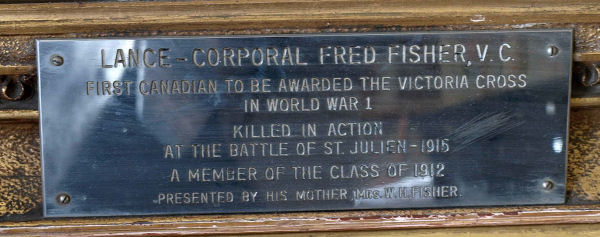 LANCE-CORPORAL FRED FISHER, V.C.
FIRST CANADIAN TO BE AWARDED THE VICTORIA CROSS
IN WORLD WAR 1
KILLED IN ACTION
AT THE BATTLE OF ST. JULIEN-1915
A MEMBER OF THE CLASS OF 1912
PRESENTED BY HIS MOTHER, MRS. W.H. FISHER.